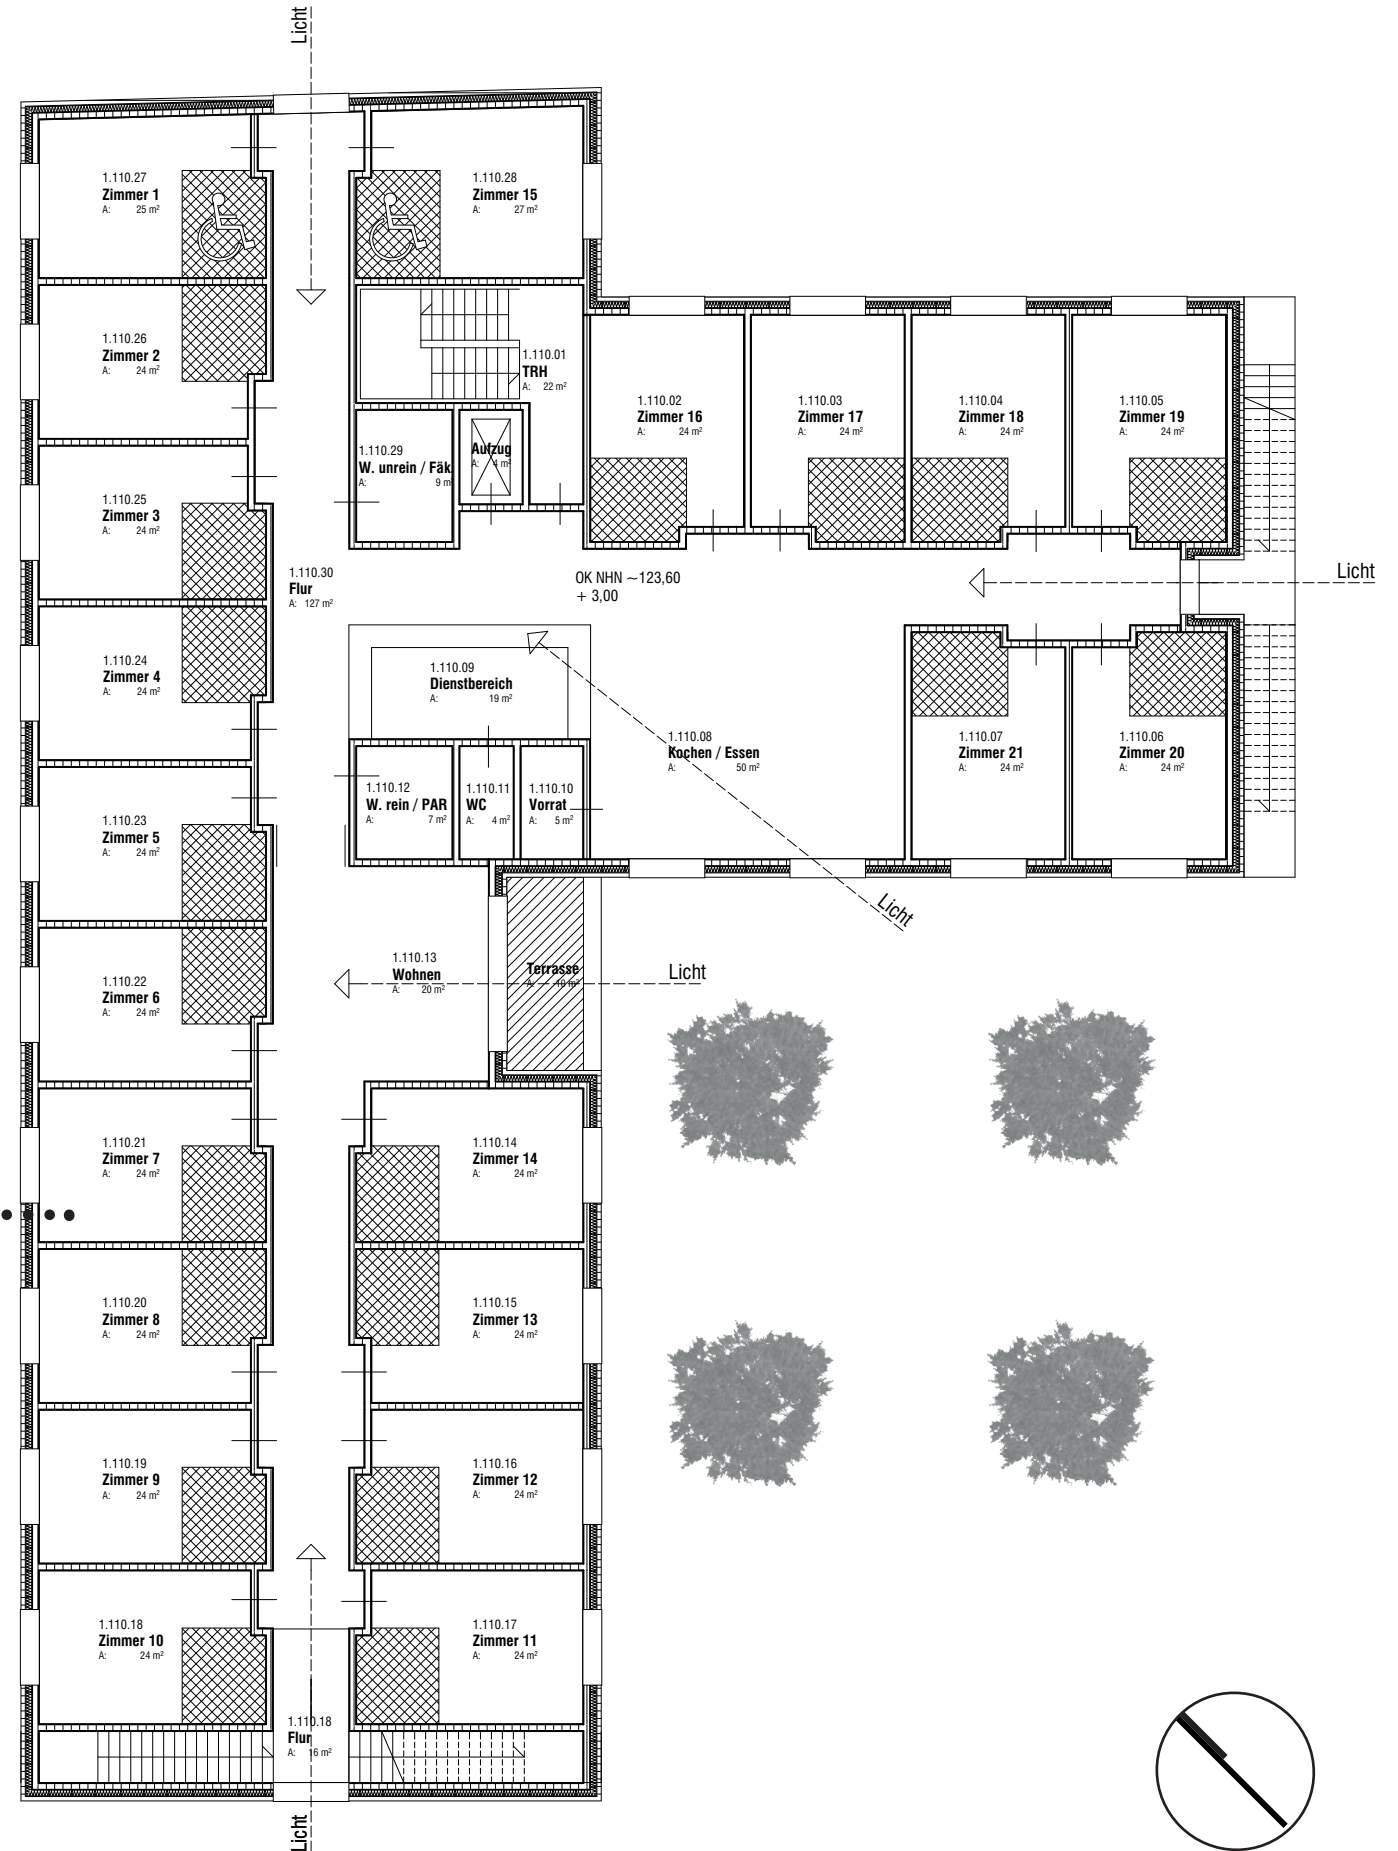 Licht
1.110.27
Zimmer 1
A: 25 m²
1.110.28
Zimmer 15
A: 27 m²
1.110.26
Zimmer 2
A: 24 m²
1.110.01
TRH
A: 22 m²
1.110.02
Zimmer 16
A: 24 m²
1.110.03
Zimmer 17
A: 24 m²
1.110.04
Zimmer 18
A: 24 m²
1.110.05
Zimmer 19
A: 24 m²
1.110.29
W. unrein / Fäk.
A: 9 m²
Aufzug
A: 4 m²
1.110.25
Zimmer 3
A: 24 m²
1.110.30
Flur
A: 127 m²
OK NHN ~123,60
+ 3,00
Licht
1.110.24
Zimmer 4
A: 24 m²
1.110.09
Dienstbereich
A: 19 m²
1.110.08
Kochen / Essen
A: 50 m²
1.110.07
Zimmer 21
A: 24 m²
1.110.06
Zimmer 20
A: 24 m²
1.110.12
W. rein / PAR
A: 7 m²
1.110.11
WC
A: 4 m²
1.110.10
Vorrat
A: 5 m²
1.110.23
Zimmer 5
A: 24 m²
Licht
1.110.22
Zimmer 6
A: 24 m²
1.110.13
Wohnen
A: 20 m²
Terrasse
A: 10 m²
Licht
1.110.21
Zimmer 7
A: 24 m²
1.110.14
Zimmer 14
A: 24 m²
1.110.20
Zimmer 8
A: 24 m²
1.110.15
Zimmer 13
A: 24 m²
1.110.19
Zimmer 9
A: 24 m²
1.110.16
Zimmer 12
A: 24 m²
1.110.18
Zimmer 10
A: 24 m²
1.110.17
Zimmer 11
A: 24 m²
1.110.18
Flur
A: 16 m²
Licht